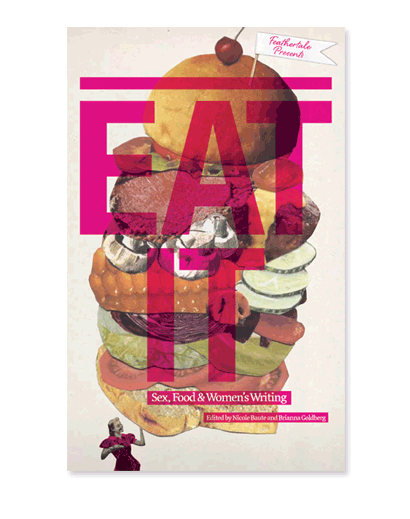 Feathertale
Presents
EAT
IT
Sex, Food & Women's Writing
Edited by Nicole Baute and Brianna Goldberg